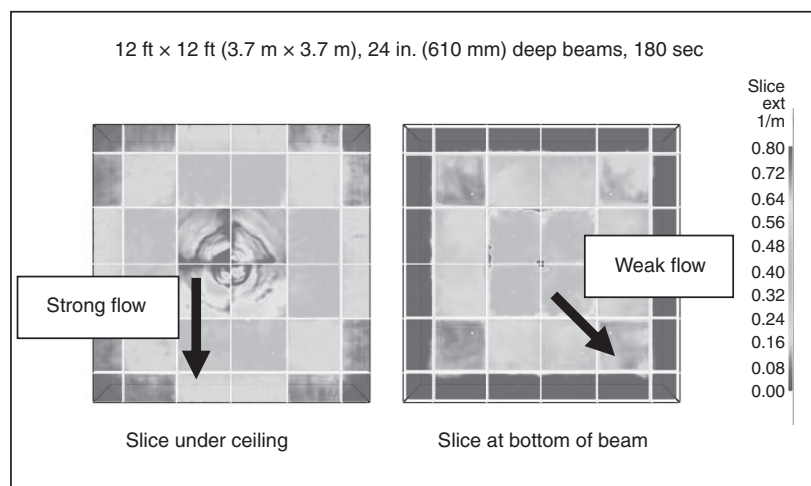 12 ft × 12 ft (3.7 m × 3.7 m), 24 in. (610 mm) deep beams, 180 sec
Slice
ext
1/m
0.80
0.72
0.64
0.56
0.48
0.40
0.32
0.24
0.16
0.08
0.00
Strong flow
Weak flow
Slice under ceiling
Slice at bottom of beam